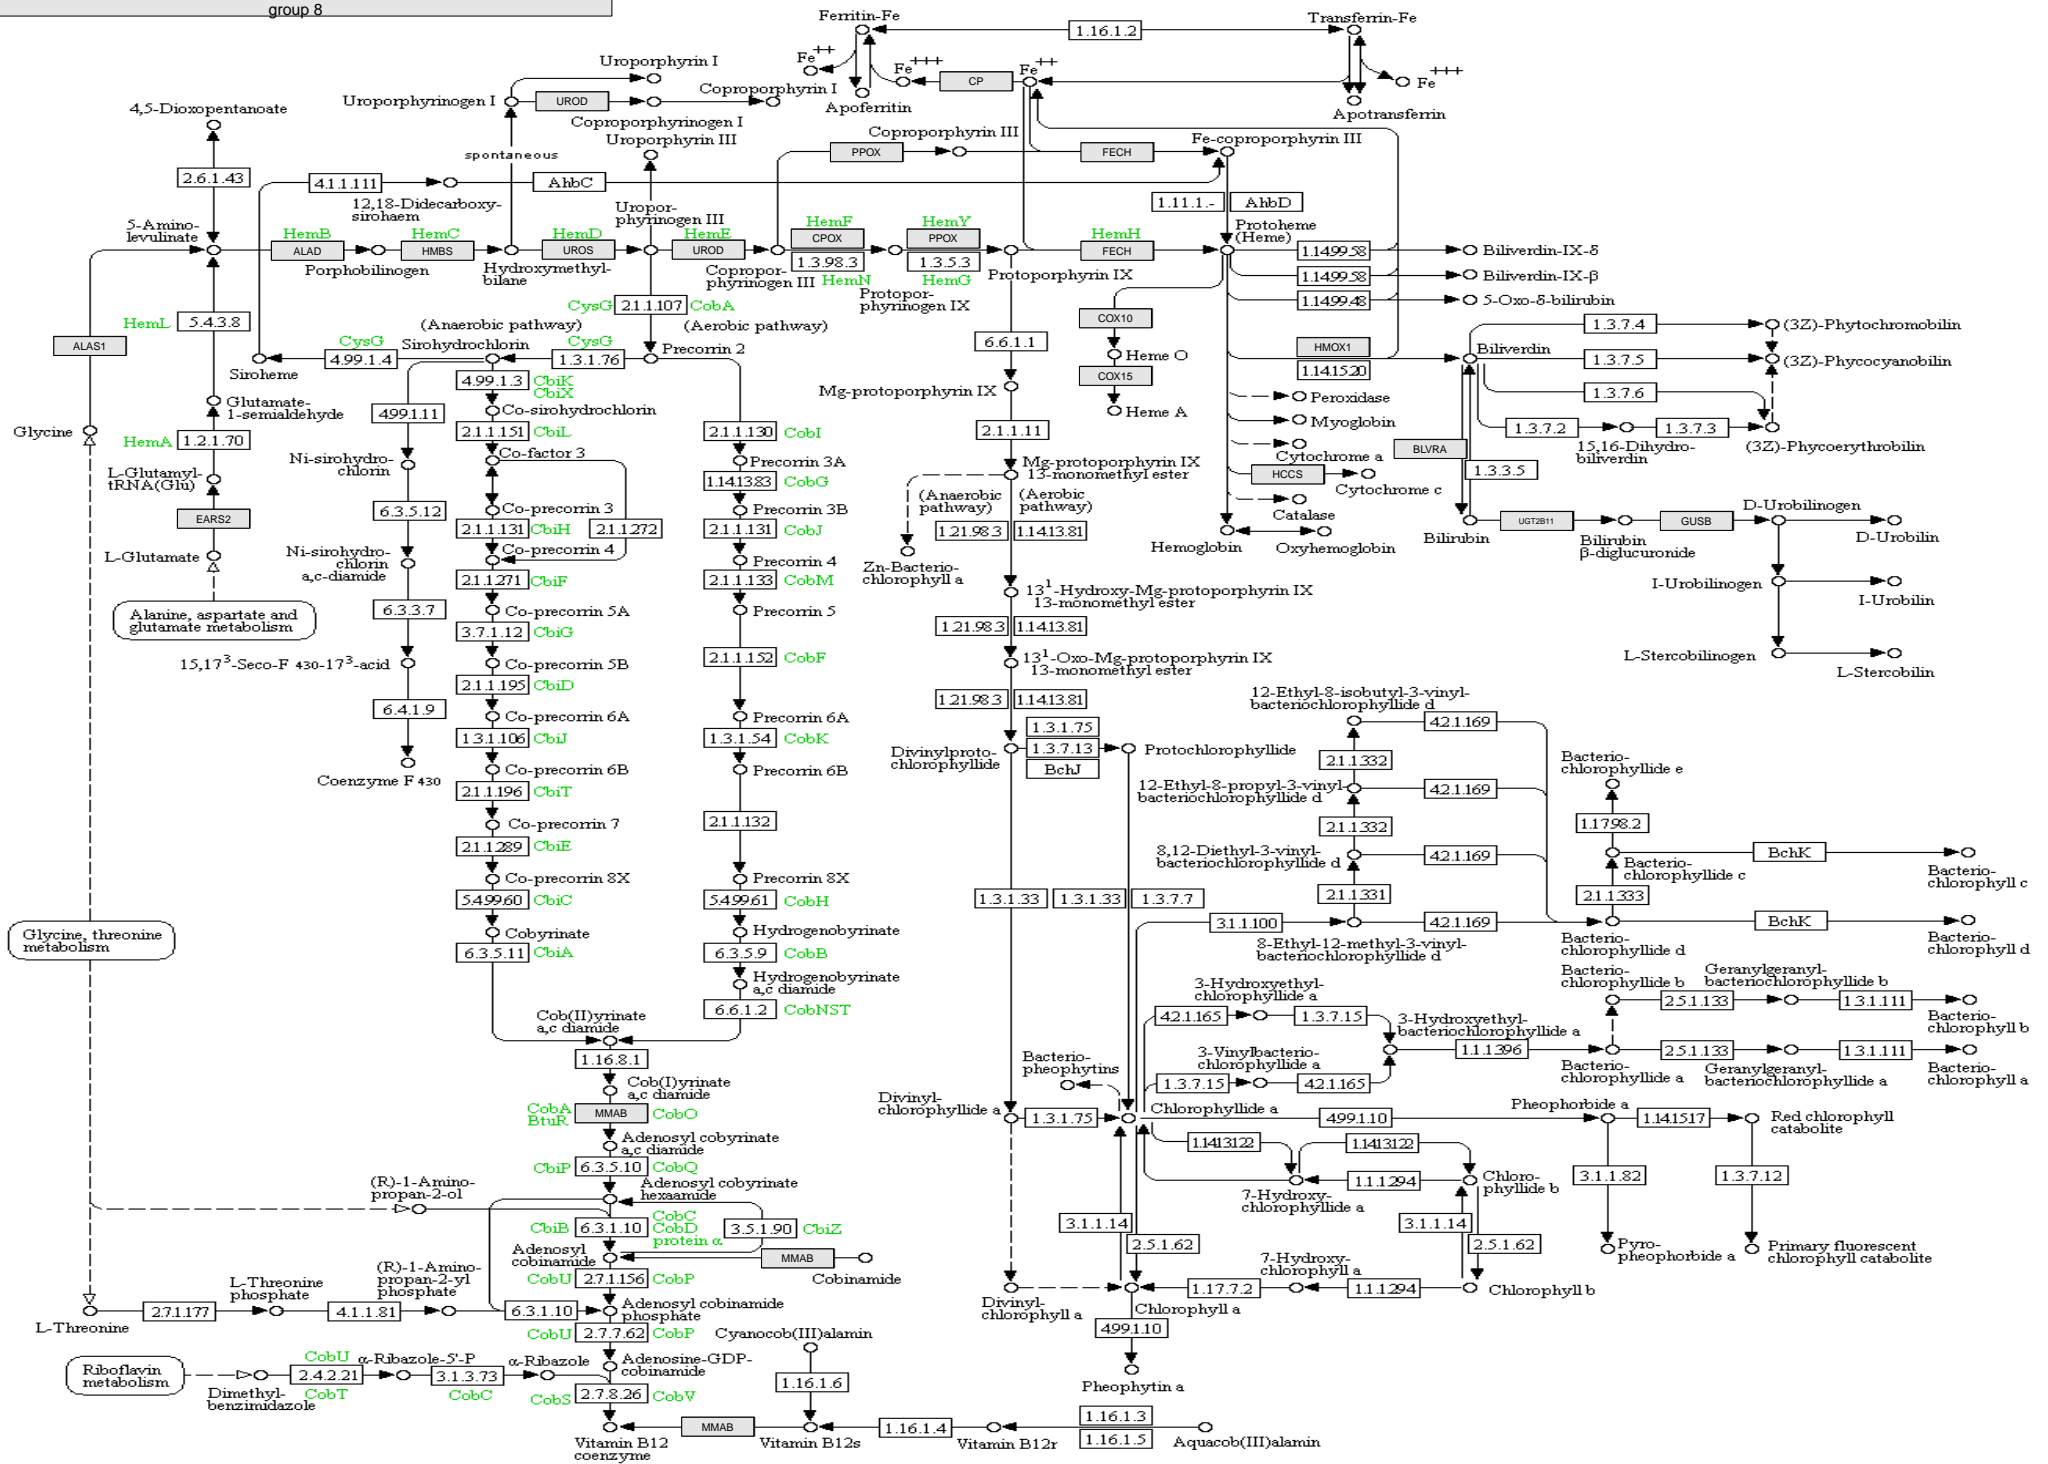 group 8
Ferritin-Fe
1.16.1.2
Transferrin-Fe
Fe++
Fe+++
CP
Fe++
Fe+++
Apoferritin
Apotransferrin
Uroporphyrin I
Uroporphyrinogen I
UROD
Coproporphyrin I
Coproporphyrinogen I
Uroporphyrin III
4,5-Dioxopentanoate
spontaneous
Coproporphyrin III
Fe-coproporphyrin III
PPOX
FECH
2.6.1.43
4.1.1.111
AhbC
12,18-Didecarboxy-
sirohaem
1.11.1.-
AhbD
5-Amino-
levulinate
Uropor-
phyrinogen III
Protoheme
(Heme)
HemB
HemC
HemD
HemE
HemF
HemY
HemH
ALAD
HMBS
UROS
UROD
CPOX
PPOX
FECH
1.3.98.3
1.3.5.3
HemN
HemG
Porphobilinogen
Hydroxymethyl-
bilane
Copropor-
phyrinogen III
Protopor-
phyrinogen IX
Protoporphyrin IX
1.14.99.58
Biliverdin-IX-δ
1.14.99.58
Biliverdin-IX-β
1.14.99.48
5-Oxo-δ-bilirubin
CysG
2.1.1.107
CobA
HemL
5.4.3.8
ALAS1
(Anaerobic pathway)
(Aerobic pathway)
CysG
Sirohydrochlorin
CysG
4.99.1.4
1.3.1.76
Precorrin 2
Siroheme
6.6.1.1
COX10
Heme O
COX15
Heme A
HMOX1
1.14.15.20
Biliverdin
1.3.7.4
(3Z)-Phytochromobilin
1.3.7.5
(3Z)-Phycocyanobilin
1.3.7.6
1.3.7.2
1.3.7.3
15,16-Dihydro-
biliverdin
(3Z)-Phycoerythrobilin
4.99.1.3
CbiK
CbiX
Mg-protoporphyrin IX
Peroxidase
Myoglobin
Cytochrome a
HCCS
Cytochrome c
Catalase
Hemoglobin
Oxyhemoglobin
BLVRA
1.3.3.5
Glutamate-
1-semialdehyde
Glycine
HemA
1.2.1.70
L-Glutamyl-
tRNA(Glu)
EARS2
L-Glutamate
Alanine, aspartate and
glutamate metabolism
4.99.1.11
Ni-sirohydro-
chlorin
6.3.5.12
Ni-sirohydro-
chlorin
a,c-diamide
6.3.3.7
15,17³-Seco-F 430-17³-acid
6.4.1.9
Coenzyme F 430
Co-sirohydrochlorin
2.1.1.151
CbiL
Co-factor 3
Co-precorrin 3
2.1.1.131
CbiH
2.1.1.272
Co-precorrin 4
2.1.1.271
CbiF
Co-precorrin 5A
3.7.1.12
CbiG
Co-precorrin 5B
2.1.1.195
CbiD
Co-precorrin 6A
1.3.1.106
CbiJ
Co-precorrin 6B
2.1.1.196
CbiT
Co-precorrin 7
2.1.1.289
CbiE
Co-precorrin 8X
5.4.99.60
CbiC
Cobyrinate
6.3.5.11
CbiA
2.1.1.130
CobI
Precorrin 3A
1.14.13.83
CobG
Precorrin 3B
2.1.1.131
CobJ
Precorrin 4
2.1.1.133
CobM
Precorrin 5
2.1.1.152
CobF
Precorrin 6A
1.3.1.54
CobK
Precorrin 6B
2.1.1.132
Precorrin 8X
5.4.99.61
CobH
Hydrogenobyrinate
6.3.5.9
CobB
Hydrogenobyrinate
a,c diamide
6.6.1.2
CobNST
2.1.1.11
Mg-protoporphyrin IX
13-monomethyl ester
(Anaerobic
pathway)
(Aerobic
pathway)
1.21.98.3
1.14.13.81
Zn-Bacterio-
chlorophyll a
13¹-Hydroxy-Mg-protoporphyrin IX
13-monomethyl ester
1.21.98.3
1.14.13.81
13¹-Oxo-Mg-protoporphyrin IX
13-monomethyl ester
1.21.98.3
1.14.13.81
UGT2B11
GUSB
D-Urobilinogen
D-Urobilin
Bilirubin
Bilirubin
β-diglucuronide
I-Urobilinogen
I-Urobilin
L-Stercobilinogen
L-Stercobilin
Divinylproto-
chlorophyllide
1.3.1.75
1.3.7.13
BchJ
Protochlorophyllide
12-Ethyl-8-isobutyl-3-vinyl-
bacteriochlorophyllide d
4.2.1.169
2.1.1.332
12-Ethyl-8-propyl-3-vinyl-
bacteriochlorophyllide d
4.2.1.169
2.1.1.332
8,12-Diethyl-3-vinyl-
bacteriochlorophyllide d
4.2.1.169
2.1.1.331
3.1.1.100
4.2.1.169
8-Ethyl-12-methyl-3-vinyl-
bacteriochlorophyllide d
Bacterio-
chlorophyllide e
1.17.98.2
Bacterio-
chlorophyllide c
BchK
Bacterio-
chlorophyll c
2.1.1.333
BchK
Bacterio-
chlorophyllide d
Bacterio-
chlorophyll d
1.3.1.33
1.3.1.33
1.3.7.7
Glycine, threonine
metabolism
3-Hydroxyethyl-
chlorophyllide a
4.2.1.165
1.3.7.15
3-Hydroxyethyl-
bacteriochlorophyllide a
3-Vinylbacterio-
chlorophyllide a
1.3.7.15
4.2.1.165
1.1.1.396
Bacterio-
chlorophyllide b
Geranylgeranyl-
bacteriochlorophyllide b
2.5.1.133
1.3.1.111
Bacterio-
chlorophyll b
2.5.1.133
1.3.1.111
Bacterio-
chlorophyllide a
Geranylgeranyl-
bacteriochlorophyllide a
Bacterio-
chlorophyll a
Cob(II)yrinate
a,c diamide
1.16.8.1
Cob(I)yrinate
a,c diamide
CobA
BtuR
MMAB
CobO
Adenosyl cobyrinate
a,c diamide
CbiP
6.3.5.10
CobQ
Adenosyl cobyrinate
hexaamide
(R)-1-Amino-
propan-2-ol
CbiB
6.3.1.10
CobC
CobD
protein α
3.5.1.90
CbiZ
Adenosyl
cobinamide
MMAB
Cobinamide
CobU
2.7.1.156
CobP
L-Threonine
2.7.1.177
L-Threonine
phosphate
4.1.1.81
(R)-1-Amino-
propan-2-yl
phosphate
6.3.1.10
Adenosyl cobinamide
phosphate
CobU
2.7.7.62
CobP
Cyanocob(III)alamin
Riboflavin
metabolism
Dimethyl-
benzimidazole
CobU
2.4.2.21
CobT
α-Ribazole-5'-P
3.1.3.73
CobC
α-Ribazole
Adenosine-GDP-
cobinamide
CobS
2.7.8.26
CobV
1.16.1.6
Vitamin B12
coenzyme
MMAB
Vitamin B12s
1.16.1.4
Vitamin B12r
1.16.1.3
1.16.1.5
Aquacob(III)alamin
Bacterio-
pheophytins
Divinyl-
chlorophyllide a
1.3.1.75
Chlorophyllide a
4.99.1.10
Pheophorbide a
1.14.15.17
Red chlorophyll
catabolite
1.14.13.122
1.14.13.122
7-Hydroxy-
chlorophyllide a
1.1.1.294
Chloro-
phyllide b
3.1.1.82
1.3.7.12
3.1.1.14
2.5.1.62
3.1.1.14
2.5.1.62
Pyro-
pheophorbide a
Primary fluorescent
chlorophyll catabolite
7-Hydroxy-
chlorophyll a
1.17.7.2
1.1.1.294
Chlorophyll b
Divinyl-
chlorophyll a
Chlorophyll a
4.99.1.10
Pheophytin a